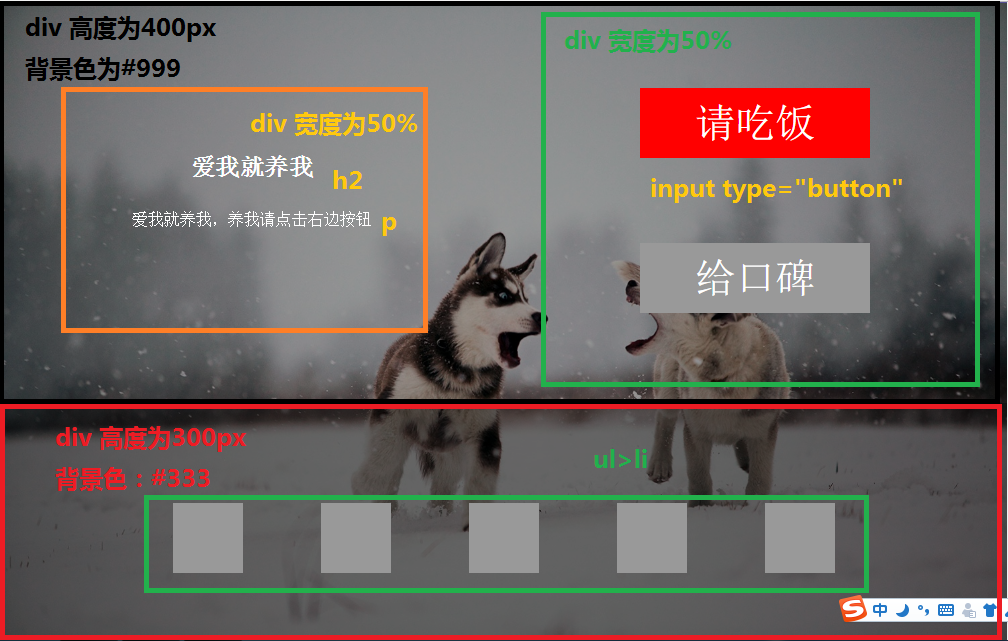 div 高度为400px
背景色为#999
div 宽度为50%
爱我就养我
h2
爱我就养我，养我请点击右边按钮
p
div 宽度为50%
请吃饭
input type="button"
给口碑
div 高度为300px
背景色：#333
ul>li
S 中